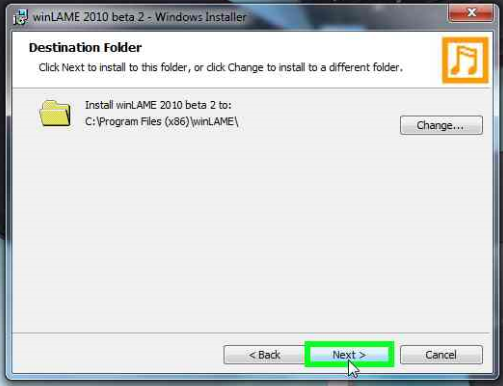 winLAME 2010 beta 2 - Windows Installer
Destination Folder
Click Next to install to this folder, or click Change to install to a different folder.
Install winLAME 2010 beta 2 to:
C:\Program Files (x86)\winLAME\
Change...
< Back Next > Cancel